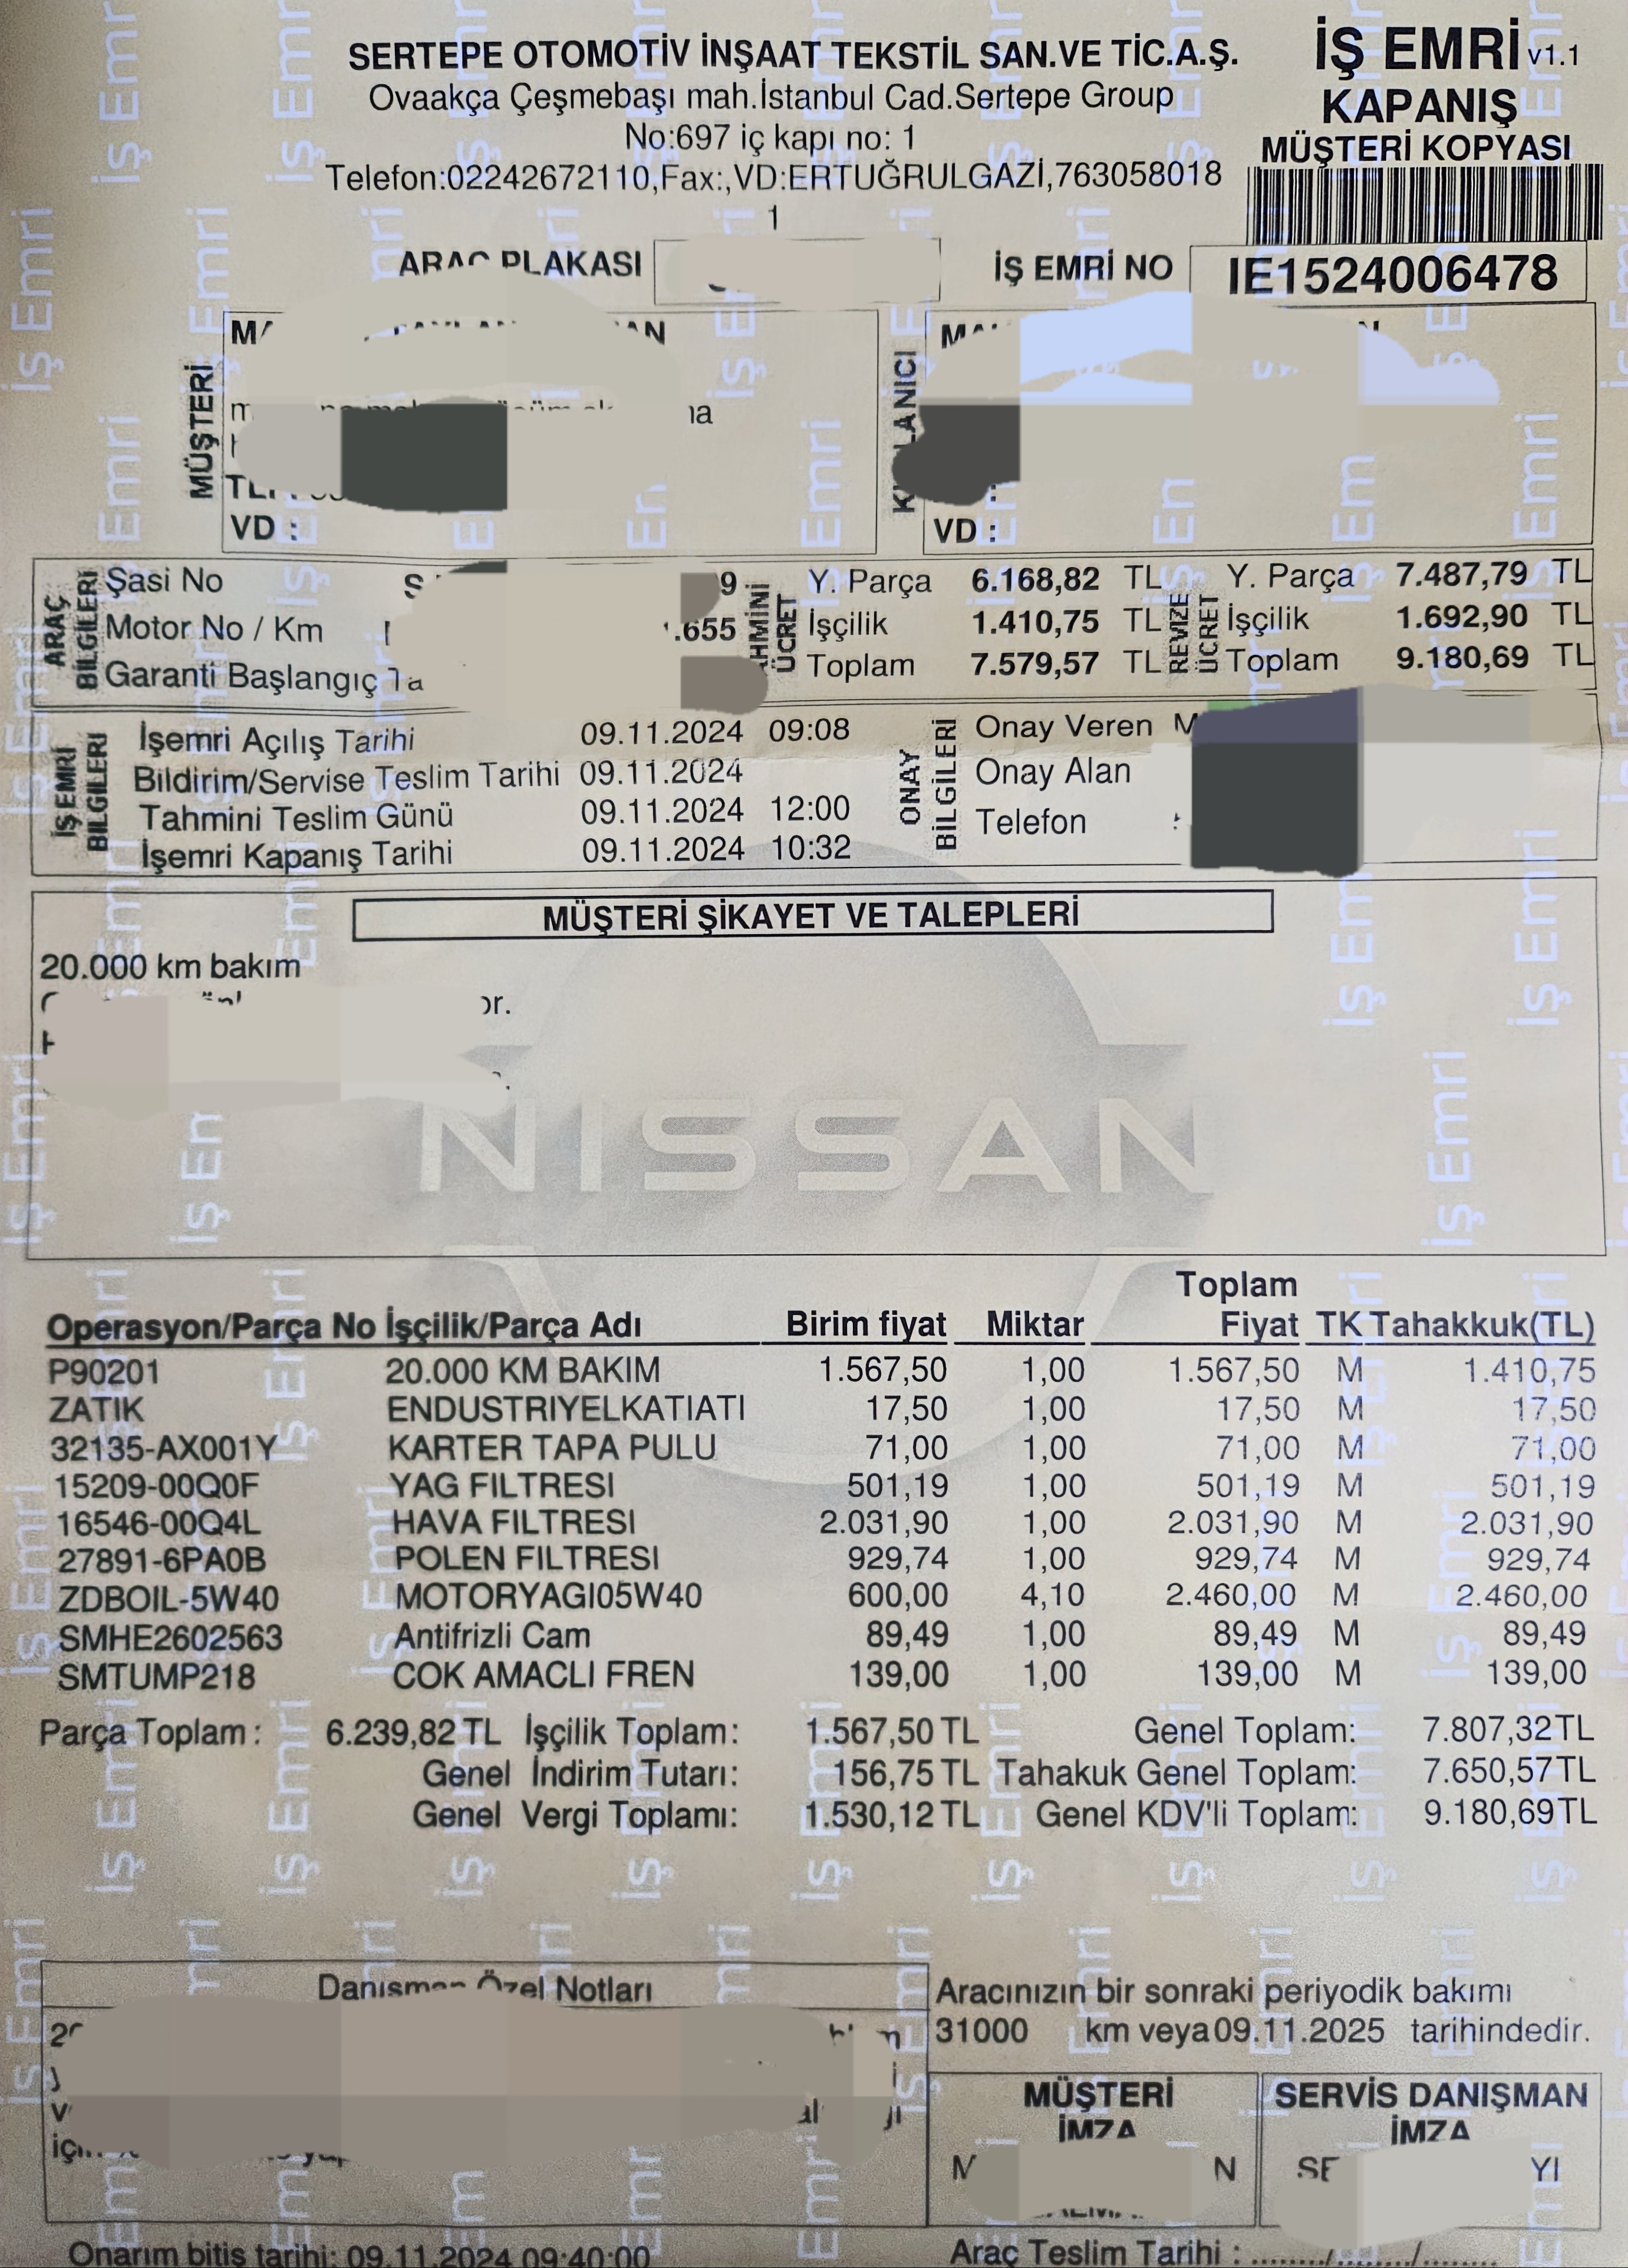 SERTEPE OTOMOTİV İNŞAAT TEKSTİL SAN.VE TİC.A.Ş.
Ovaakça Çeşmebaşı mah.İstanbul Cad.Sertepe Group
No:697 iç kapı no: 1
Telefon:02242672110,Fax:,VD:ERTUĞRULGAZİ,763058018
1
İŞ EMRİ v1.1
KAPANIŞ
MÜŞTERİ KOPYASI
ARAÇ PLAKASI
İŞ EMRİ NO IE1524006478
MÜŞTERİ
VD :
KULLANICI
VD :
ARAÇ BİLGİLERİ
Şasi No 9
Motor No / Km .655
Garanti Başlangıç Ta
ÜCRET
Y. Parça 6.168,82 TL
İşçilik 1.410,75 TL
Toplam 7.579,57 TL
REVİZE ÜCRET
Y. Parça 7.487,79 TL
İşçilik 1.692,90 TL
Toplam 9.180,69 TL
İŞ EMRİ BİLGİLERİ
İşemri Açılış Tarihi 09.11.2024 09:08
Bildirim/Servise Teslim Tarihi 09.11.2024
Tahmini Teslim Günü 09.11.2024 12:00
İşemri Kapanış Tarihi 09.11.2024 10:32
ONAY BİLGİLERİ
Onay Veren M
Onay Alan
Telefon :
MÜŞTERİ ŞİKAYET VE TALEPLERİ
20.000 km bakım
NISSAN
Operasyon/Parça No İşçilik/Parça Adı Birim fiyat Miktar Toplam Fiyat TK Tahakkuk(TL)
P90201 20.000 KM BAKIM 1.567,50 1,00 1.567,50 M 1.410,75
ZATIK ENDUSTRIYELKATIATI 17,50 1,00 17,50 M 17,50
32135-AX001Y KARTER TAPA PULU 71,00 1,00 71,00 M 71,00
15209-00Q0F YAG FILTRESI 501,19 1,00 501,19 M 501,19
16546-00Q4L HAVA FILTRESI 2.031,90 1,00 2.031,90 M 2.031,90
27891-6PA0B POLEN FILTRESI 929,74 1,00 929,74 M 929,74
ZDBOIL-5W40 MOTORYAGI05W40 600,00 4,10 2.460,00 M 2.460,00
SMHE2602563 Antifrizli Cam 89,49 1,00 89,49 M 89,49
SMTUMP218 COK AMACLI FREN 139,00 1,00 139,00 M 139,00
Parça Toplam : 6.239,82 TL İşçilik Toplam: 1.567,50 TL Genel Toplam: 7.807,32TL
Genel İndirim Tutarı: 156,75 TL Tahakuk Genel Toplam: 7.650,57TL
Genel Vergi Toplamı: 1.530,12 TL Genel KDV'li Toplam: 9.180,69TL
Danışman Özel Notları
Aracınızın bir sonraki periyodik bakımı
31000 km veya 09.11.2025 tarihindedir.
MÜŞTERİ
İMZA
SERVİS DANIŞMAN
İMZA
Onarım bitiş tarihi: 09.11.2024 09:40:00
Araç Teslim Tarihi : ......../......../........